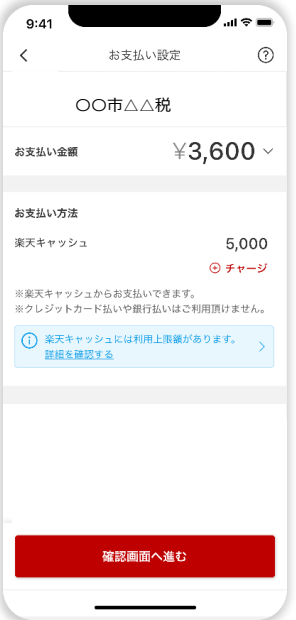 9:41
お支払い設定
〇〇市△△税
お支払い金額 ¥3,600
お支払い方法
楽天キャッシュ 5,000
チャージ
※楽天キャッシュからお支払いできます。
※クレジットカード払いや銀行払いはご利用頂けません。
楽天キャッシュには利用上限額があります。
詳細を確認する
確認画面へ進む